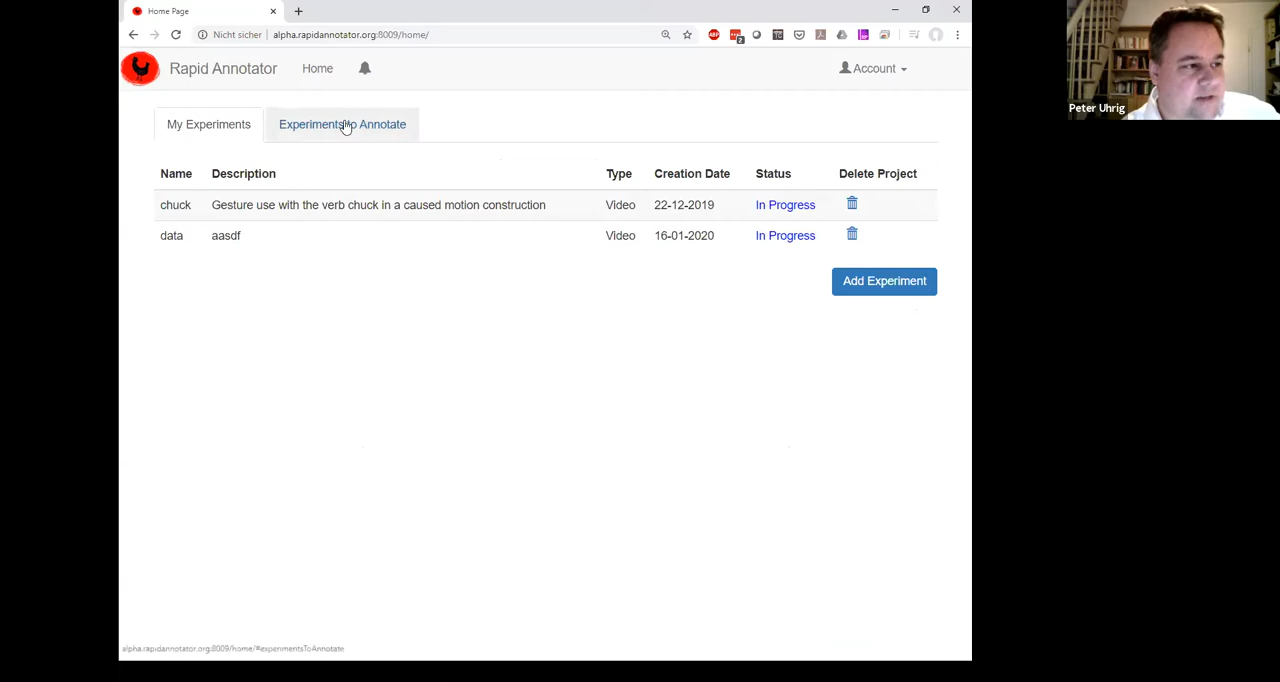 Home Page
Nicht sicher | alpha.rapidannotator.org:8009/home/
Rapid Annotator Home Account
Peter Uhrig
My Experiments Experiments to Annotate
Name Description Type Creation Date Status Delete Project
chuck Gesture use with the verb chuck in a caused motion construction Video 22-12-2019 In Progress
data aasdf Video 16-01-2020 In Progress
Add Experiment
alpha.rapidannotator.org:8009/home/#experimentsToAnnotate